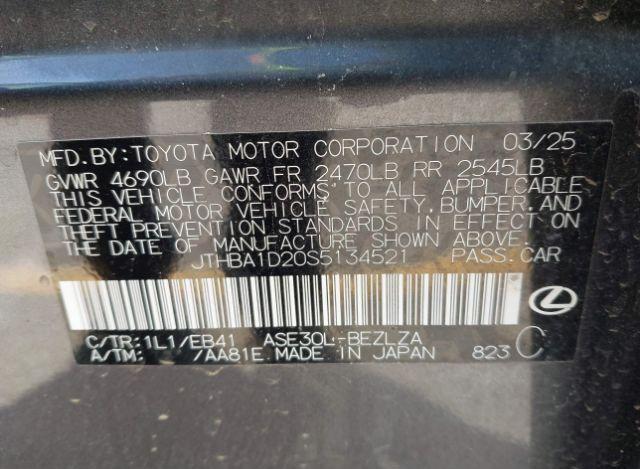 MFD.BY:TOYOTA MOTOR CORPORATION 03/25
GVWR 4690LB GAWR FR 2470LB RR 2545LB
THIS VEHICLE CONFORMS TO ALL APPLICABLE
FEDERAL MOTOR VEHICLE SAFETY, BUMPER, AND
THEFT PREVENTION STANDARDS IN EFFECT ON
THE DATE OF MANUFACTURE SHOWN ABOVE.
JTHBA1D20S5134521 PASS.CAR
C/TR:1L1/EB41 ASE30L-BEZLZA
A/TM: /AA81E MADE IN JAPAN 823 C